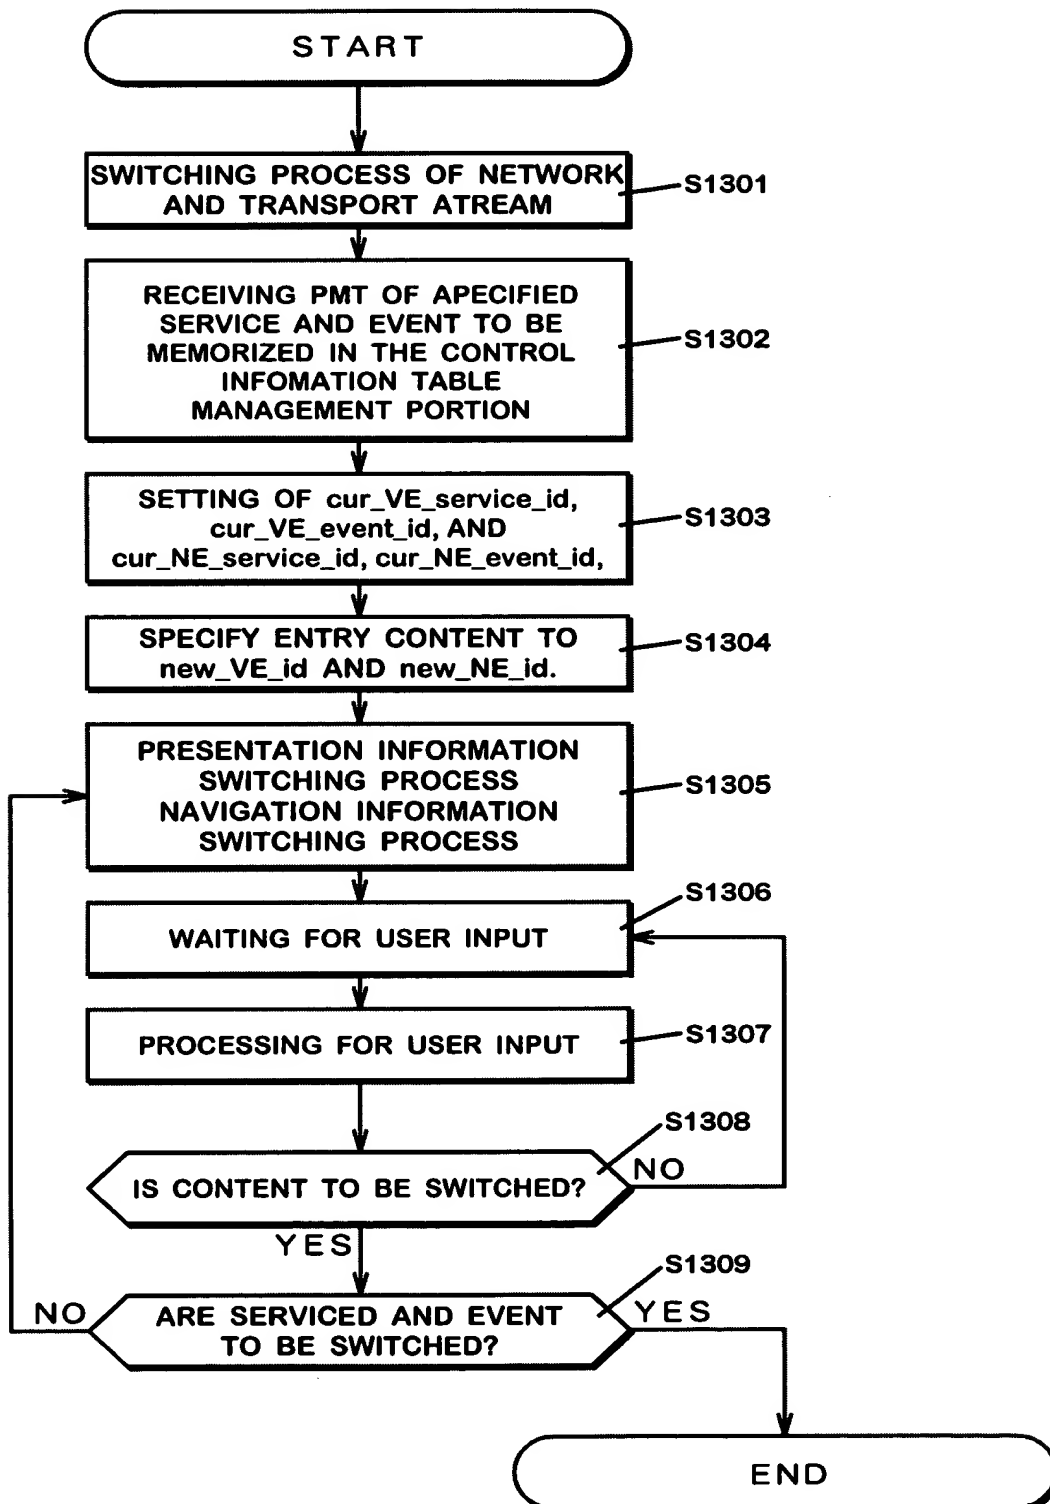 START
SWITCHING PROCESS OF NETWORK
AND TRANSPORT ATREAM
S1301
RECEIVING PMT OF APECIFIED
SERVICE AND EVENT TO BE
MEMORIZED IN THE CONTROL
INFOMATION TABLE
MANAGEMENT PORTION
S1302
SETTING OF cur_VE_service_id,
cur_VE_event_id, AND
cur_NE_service_id, cur_NE_event_id,
S1303
SPECIFY ENTRY CONTENT TO
new_VE_id AND new_NE_id.
S1304
PRESENTATION INFORMATION
SWITCHING PROCESS
NAVIGATION INFORMATION
SWITCHING PROCESS
S1305
S1306
WAITING FOR USER INPUT
PROCESSING FOR USER INPUT
S1307
S1308
IS CONTENT TO BE SWITCHED?
NO
YES
S1309
NO
ARE SERVICED AND EVENT
TO BE SWITCHED?
YES
END